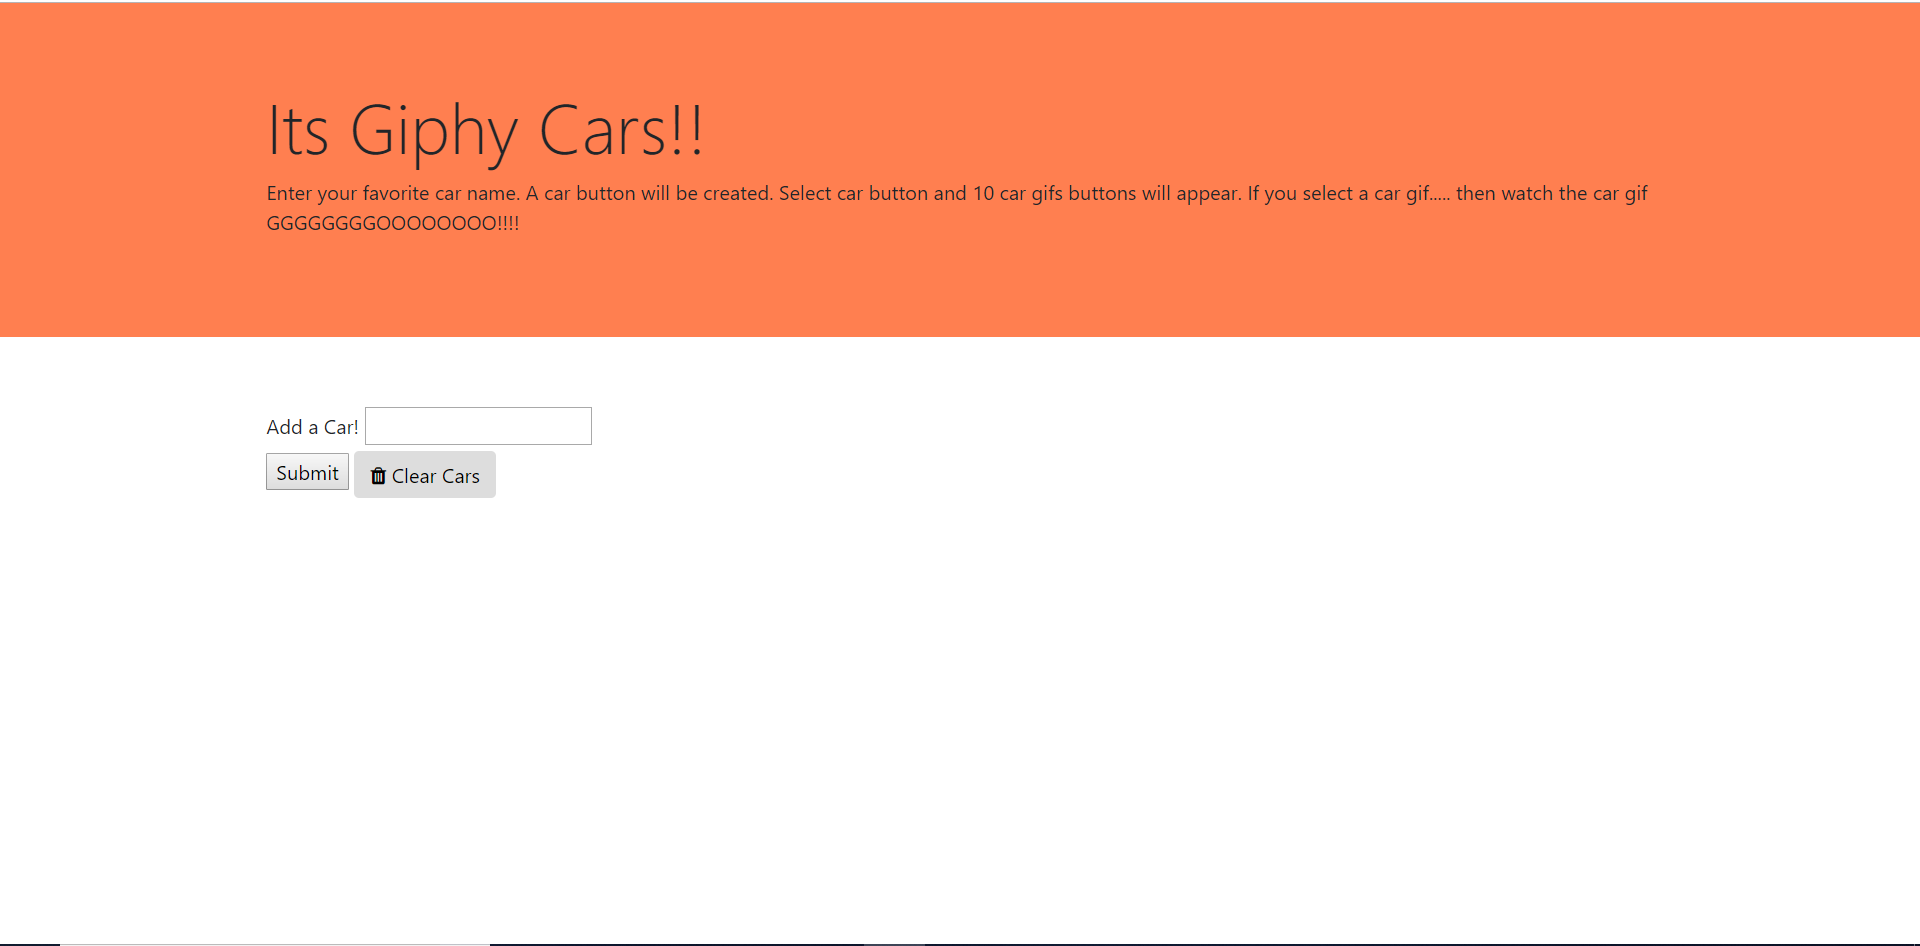 Its Giphy Cars!!
Enter your favorite car name. A car button will be created. Select car button and 10 car gifs buttons will appear. If you select a car gif..... then watch the car gif
GGGGGGGGOOOOOOOO!!!!
Add a Car!
Submit
Clear Cars